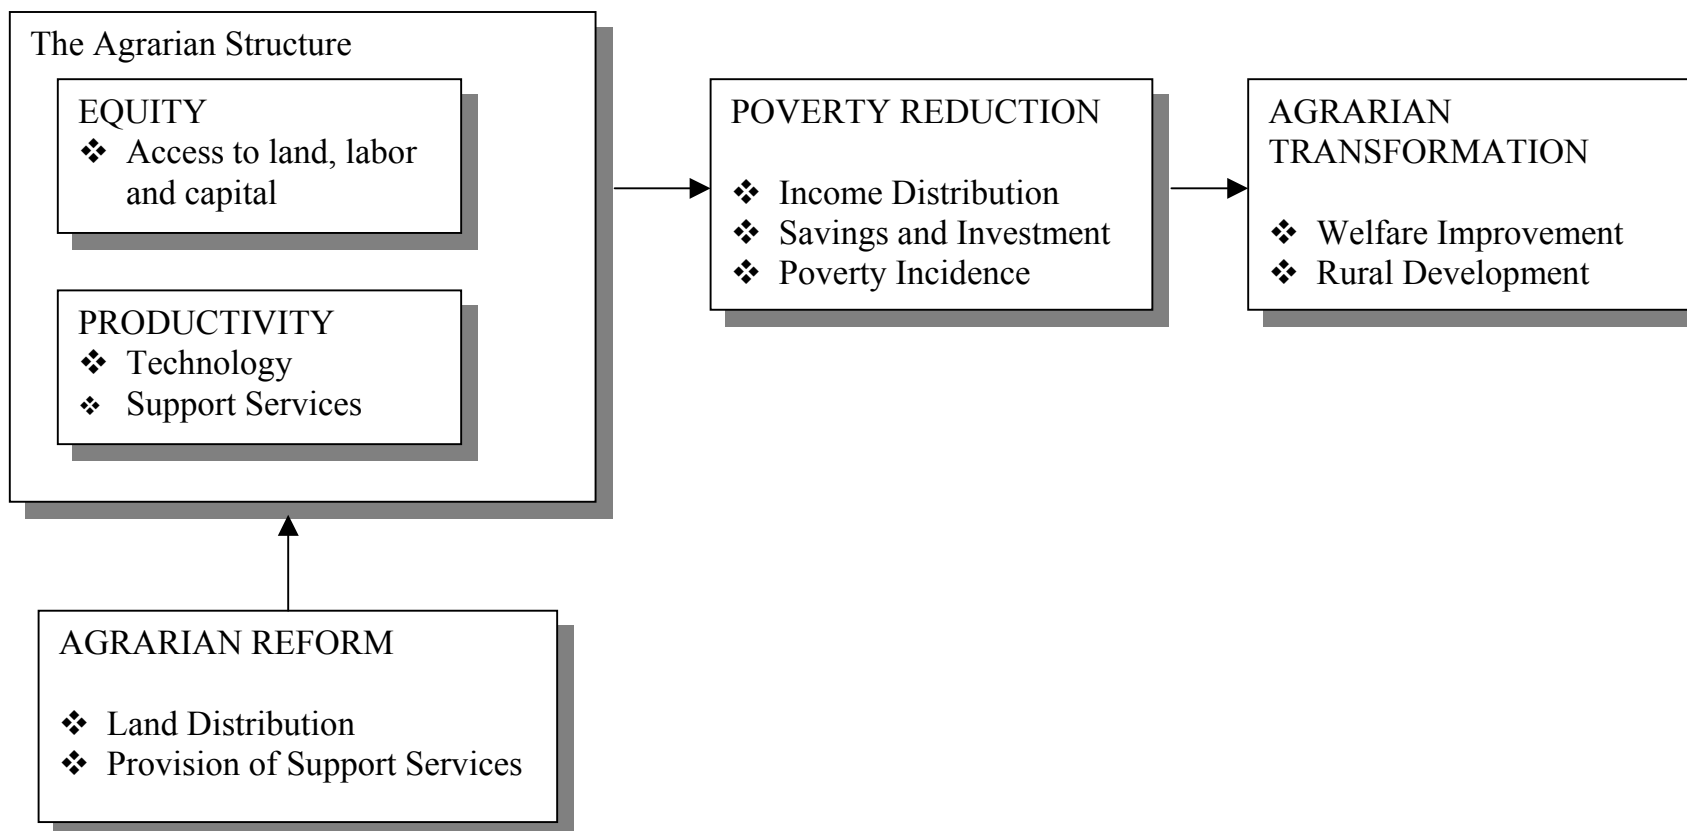 The Agrarian Structure
EQUITY
❖ Access to land, labor
and capital
PRODUCTIVITY
❖ Technology
❖ Support Services
POVERTY REDUCTION
❖ Income Distribution
❖ Savings and Investment
❖ Poverty Incidence
AGRARIAN
TRANSFORMATION
❖ Welfare Improvement
❖ Rural Development
AGRARIAN REFORM
❖ Land Distribution
❖ Provision of Support Services